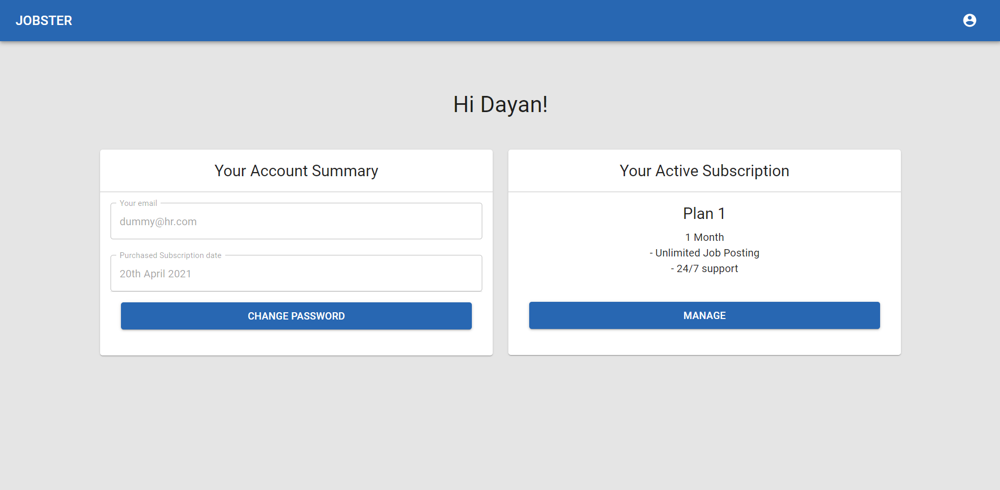 JOBSTER
Hi Dayan!
Your Account Summary
Your email
dummy@hr.com
Purchased Subscription date
20th April 2021
CHANGE PASSWORD
Your Active Subscription
Plan 1
1 Month
- Unlimited Job Posting
- 24/7 support
MANAGE